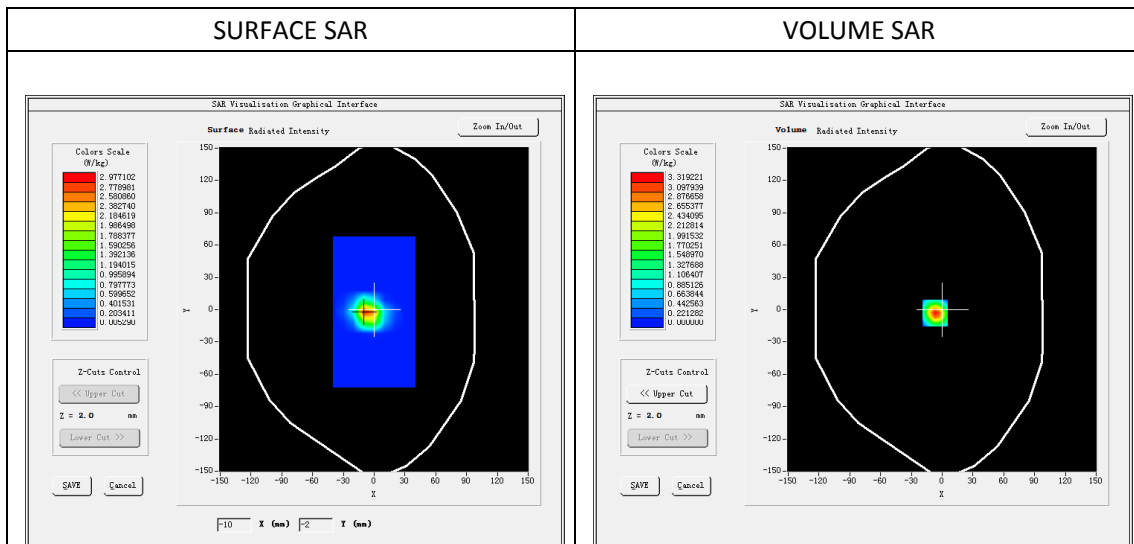 SURFACE SAR
VOLUME SAR
SAR Visualisation Graphical Interface
Surface Radiated Intensity
Zoom In/Out
Colors Scale
(W/kg)
2.977102
2.778981
2.580860
2.382740
2.184619
1.986498
1.788377
1.590256
1.392136
1.194015
0.995894
0.797773
0.599652
0.401531
0.203411
0.005290
150
120
90
60
30
0
-30
-60
-90
-120
-150
Y
-150 -120 -90 -60 -30 0 30 60 90 120 150
X
Z-Cuts Control
<< Upper Cut
Z = 2.0 mm
Lower Cut >>
SAVE Cancel
-10 X (mm) -2 Y (mm)
SAR Visualisation Graphical Interface
Volume Radiated Intensity
Zoom In/Out
Colors Scale
(W/kg)
3.319221
3.097939
2.876658
2.655377
2.434095
2.212814
1.991532
1.770251
1.548970
1.327688
1.106407
0.885126
0.663844
0.442563
0.221282
0.000000
150
120
90
60
30
0
-30
-60
-90
-120
-150
Y
-150 -120 -90 -60 -30 0 30 60 90 120 150
X
Z-Cuts Control
<< Upper Cut
Z = 2.0 mm
Lower Cut >>
SAVE Cancel